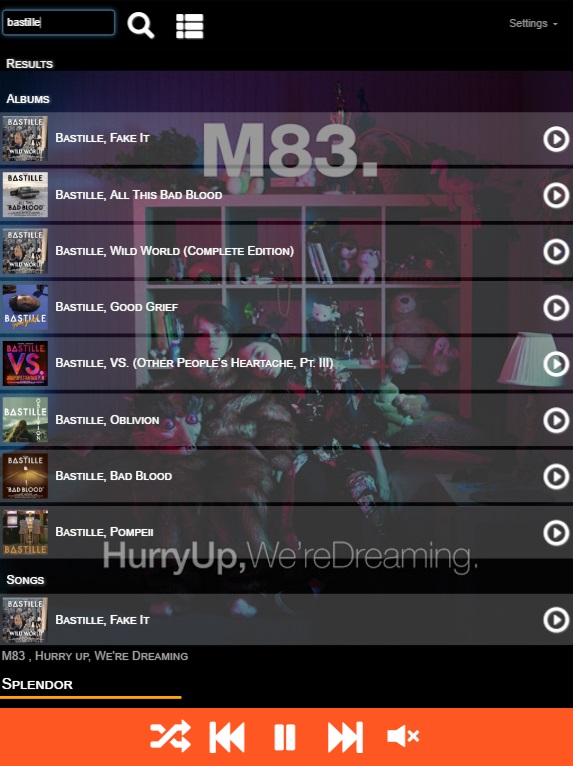 bastille
Settings
Results
Albums
M83.
Bastille, Fake It
Bastille, All This Bad Blood
Bastille, Wild World (Complete Edition)
Bastille, Good Grief
Bastille, VS. (Other People's Heartache, Pt. III)
Bastille, Oblivion
Bastille, Bad Blood
Bastille, Pompeii
HurryUp,We'reDreaming.
Songs
Bastille, Fake It
M83 , Hurry up, We're Dreaming
Splendor
BASTILLE
WILD WORLD
BASTILLE
ALL THIS
"BAD BLOOD"
BASTILLE
WILD WORLD
BASTILLE
BASTILLE
VS.
BASTILLE
OBLIVION
BASTILLE
"BAD BLOOD"
BASTILLE
BASTILLE
WILD WORLD